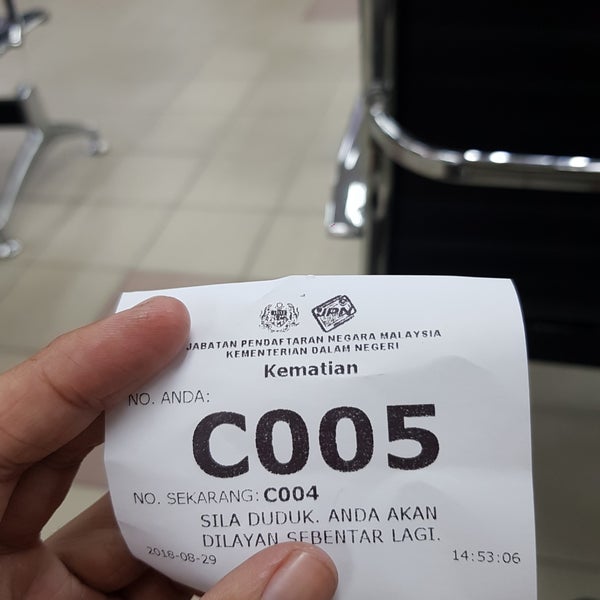 JPN
JABATAN PENDAFTARAN NEGARA MALAYSIA
KEMENTERIAN DALAM NEGERI
Kematian
NO. ANDA:
C005
NO. SEKARANG: C004
SILA DUDUK. ANDA AKAN
DILAYAN SEBENTAR LAGI.
2018-08-29 14:53:06